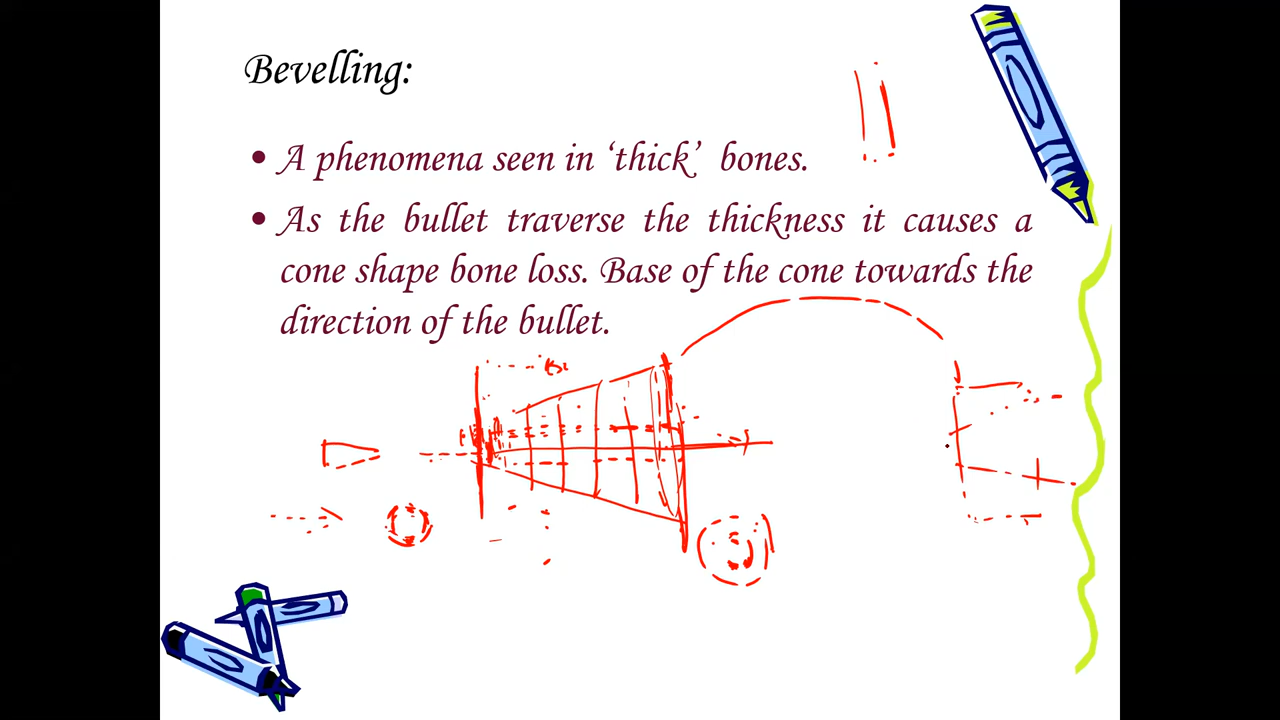 Bevelling:
• A phenomena seen in ‘thick’ bones.
• As the bullet traverse the thickness it causes a
cone shape bone loss. Base of the cone towards the
direction of the bullet.